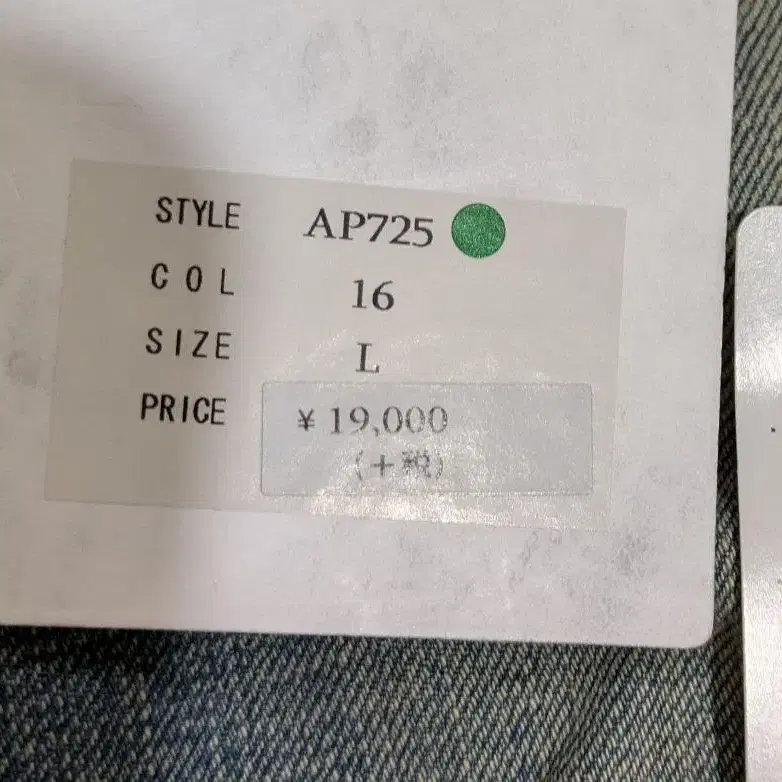 STYLE AP725
COL 16
SIZE L
PRICE ¥19,000
(+税)